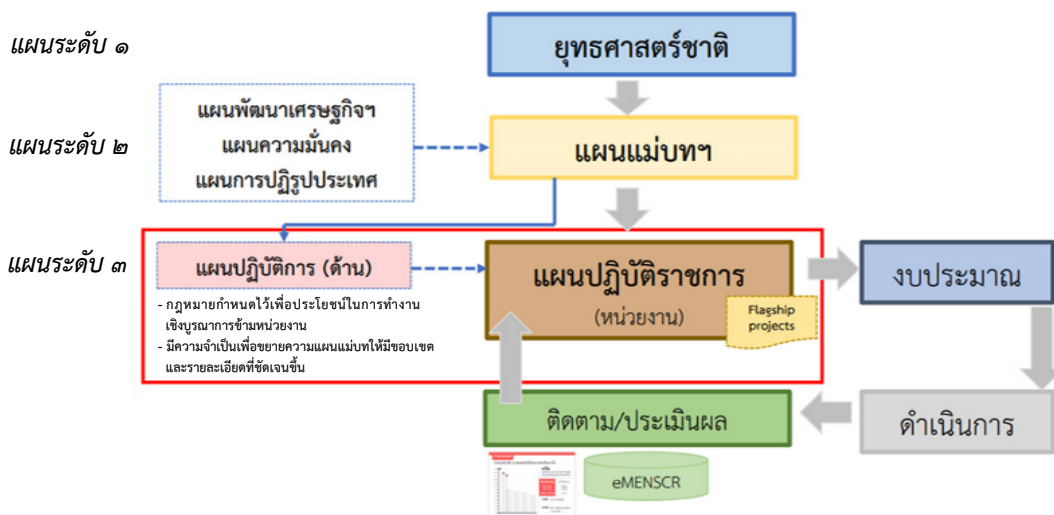 แผนระดับ ๑
ยุทธศาสตร์ชาติ
แผนระดับ ๒
แผนพัฒนาเศรษฐกิจฯ
แผนความมั่นคง
แผนการปฏิรูปประเทศ
แผนแม่บทฯ
แผนระดับ ๓
แผนปฏิบัติการ (ด้าน)
- กฎหมายกำหนดไว้เพื่อประโยชน์ในการทำงาน
เชิงบูรณาการข้ามหน่วยงาน
- มีความจำเป็นเพื่อขยายความแผนแม่บทให้มีขอบเขต
และรายละเอียดที่ชัดเจนขึ้น
แผนปฏิบัติราชการ
(หน่วยงาน)
Flagship
projects
งบประมาณ
ติดตาม/ประเมินผล
ดำเนินการ
eMENSCR